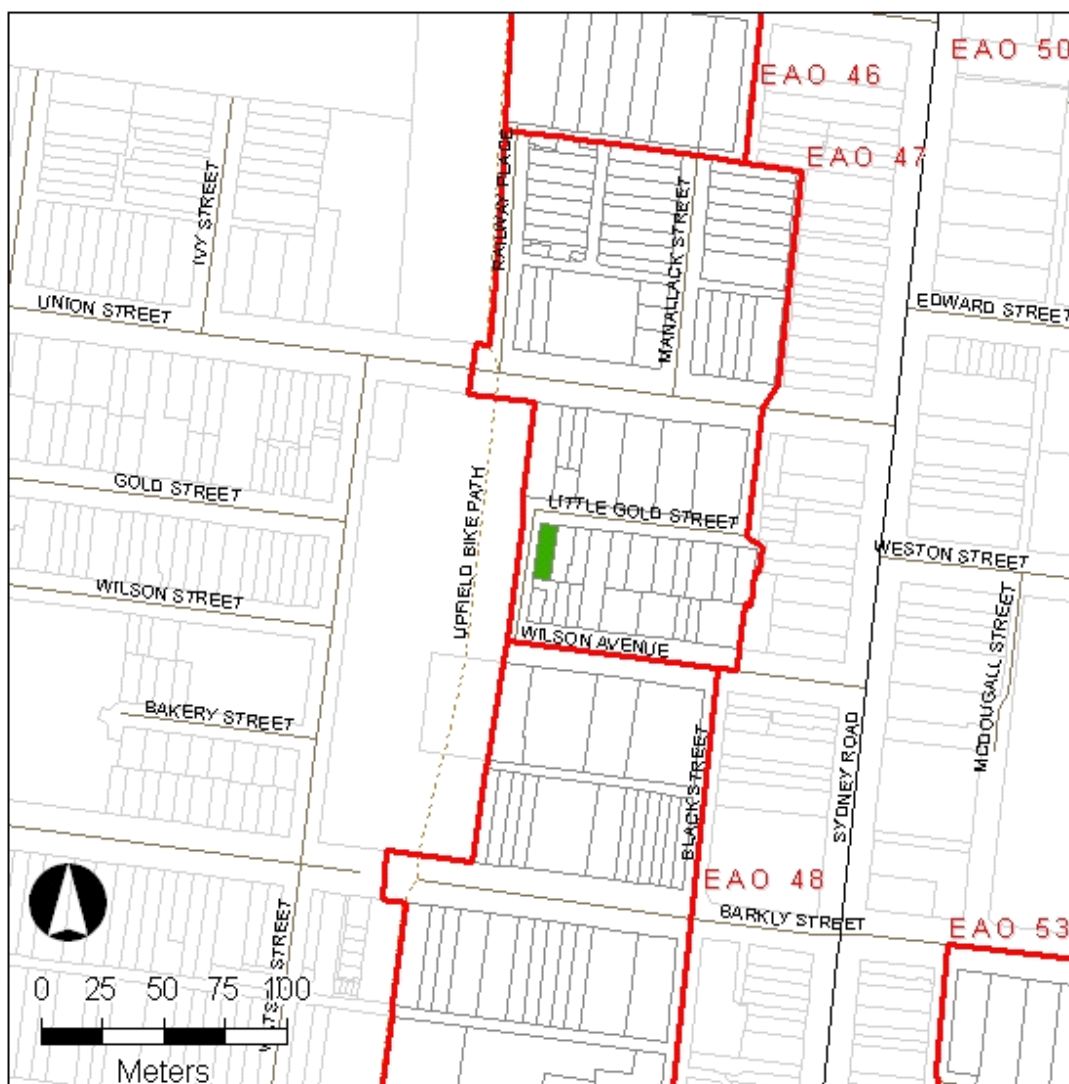 EAO 50
EAO 46
EAO 47
RAILWAY PLACE
IVY STREET
MANALLACK STREET
UNION STREET
EDWARD STREET
GOLD STREET
UPFIELD BIKE PATH
LITTLE GOLD STREET
WESTON STREET
WILSON STREET
WILSON AVENUE
MCDOUGALL STREET
BAKERY STREET
BLACK STREET
SYDNEY ROAD
EAO 48
BARKLY STREET
EAO 53
STREET
0 25 50 75 100
Meters